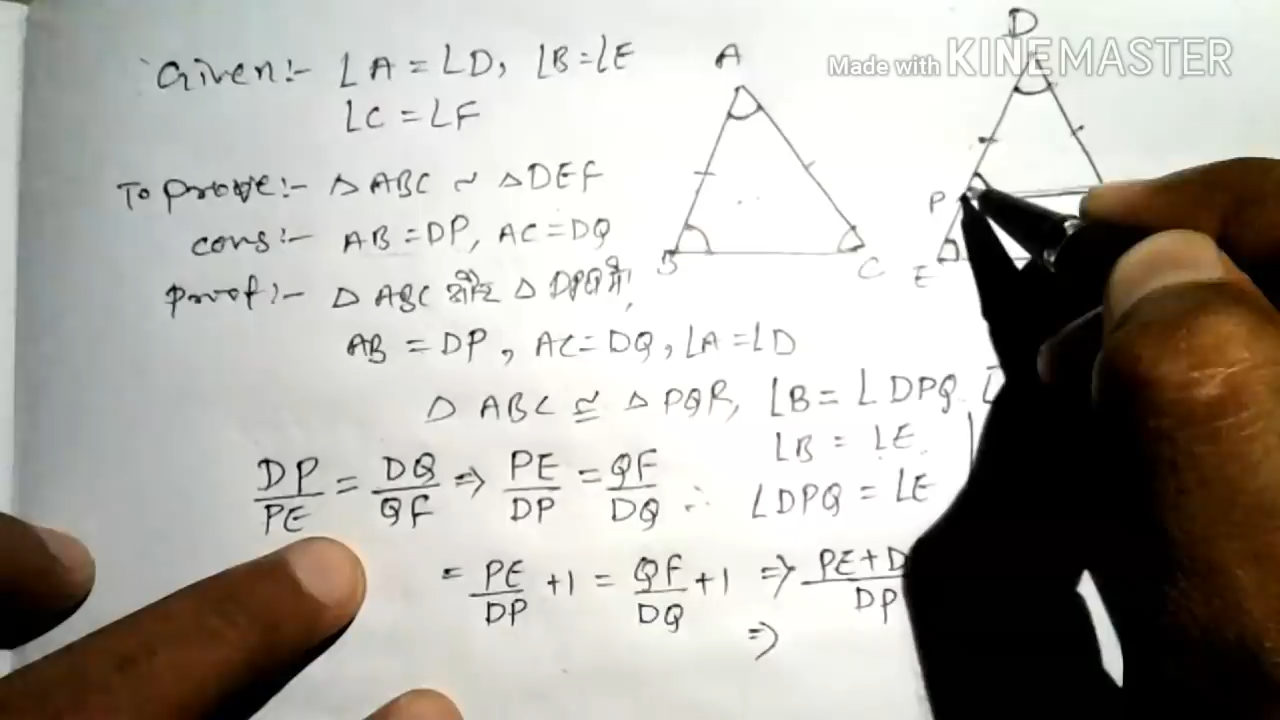 Given:- ∠A = ∠D, ∠B = ∠E
∠C = ∠F
To prove:- △ ABC ~ △DEF
cons:- AB = DP, AC = DQ
proof:- △ ABC और △ DPQ में,
AB = DP, AC = DQ, ∠A = ∠D
△ ABC ≅ △ PQR, ∠B = ∠DPQ
∠B = ∠E
DP/PE = DQ/QF ⇒ PE/DP = QF/DQ ∴ ∠DPQ = ∠E
= PE/DP +1 = QF/DQ +1 ⇒ PE+D/DP
⇒
A
B
C
D
P
E
Made with KINEMASTER